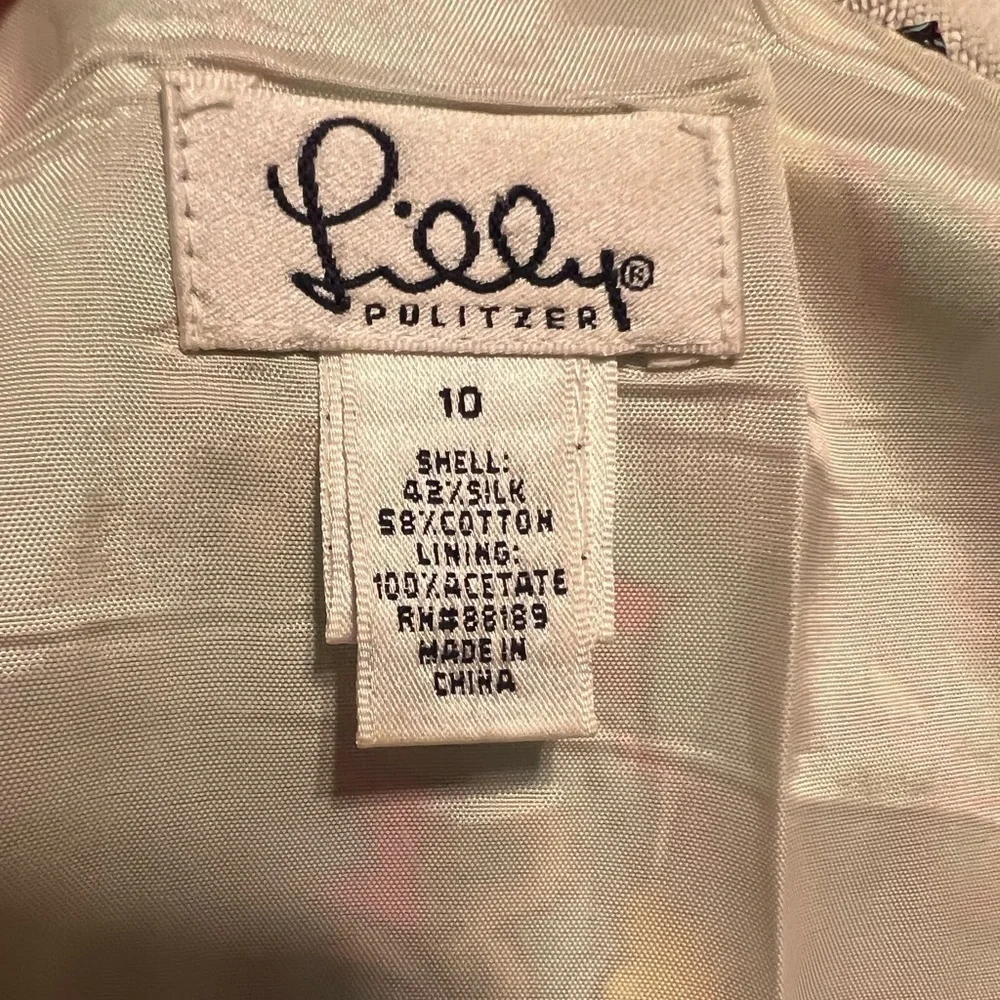 Lilly®
PULITZER
10
SHELL:
42%SILK
58%COTTON
LINING:
100%ACETATE
RN#88189
MADE IN
CHINA